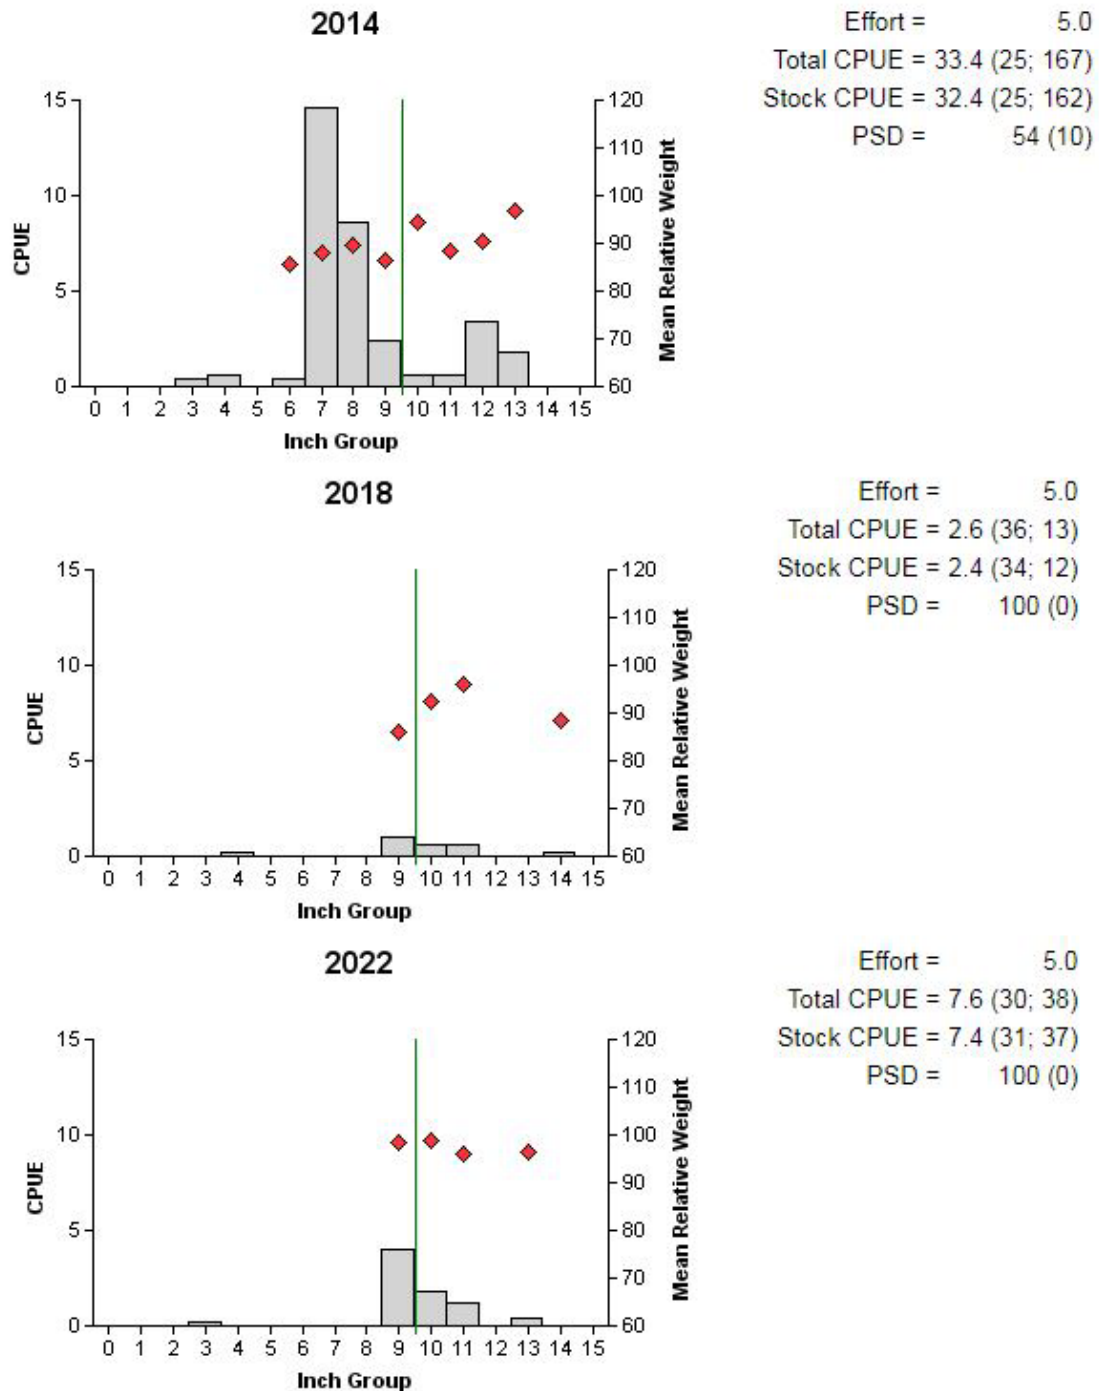 2014
Effort = 5.0
Total CPUE = 33.4 (25; 167)
Stock CPUE = 32.4 (25; 162)
PSD = 54 (10)
15
10
5
0
CPUE
120
110
100
90
80
70
60
Mean Relative Weight
0 1 2 3 4 5 6 7 8 9 10 11 12 13 14 15
Inch Group
2018
Effort = 5.0
Total CPUE = 2.6 (36; 13)
Stock CPUE = 2.4 (34; 12)
PSD = 100 (0)
15
10
5
0
CPUE
120
110
100
90
80
70
60
Mean Relative Weight
0 1 2 3 4 5 6 7 8 9 10 11 12 13 14 15
Inch Group
2022
Effort = 5.0
Total CPUE = 7.6 (30; 38)
Stock CPUE = 7.4 (31; 37)
PSD = 100 (0)
15
10
5
0
CPUE
120
110
100
90
80
70
60
Mean Relative Weight
0 1 2 3 4 5 6 7 8 9 10 11 12 13 14 15
Inch Group